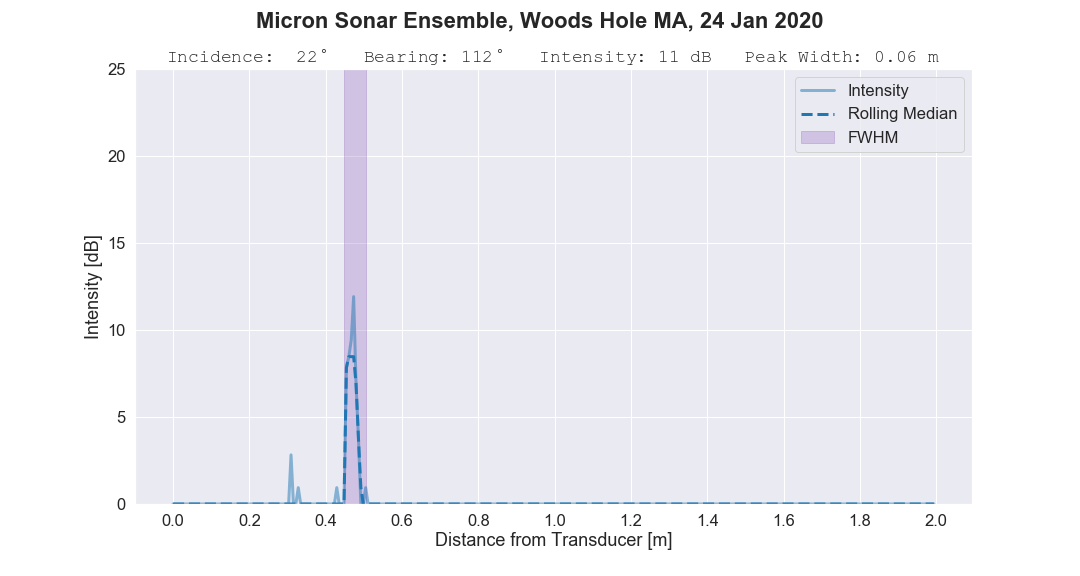 Micron Sonar Ensemble, Woods Hole MA, 24 Jan 2020
Incidence: 22˚ Bearing: 112˚ Intensity: 11 dB Peak Width: 0.06 m
Intensity
Rolling Median
FWHM
Intensity [dB]
25
20
15
10
5
0
0.0 0.2 0.4 0.6 0.8 1.0 1.2 1.4 1.6 1.8 2.0
Distance from Transducer [m]